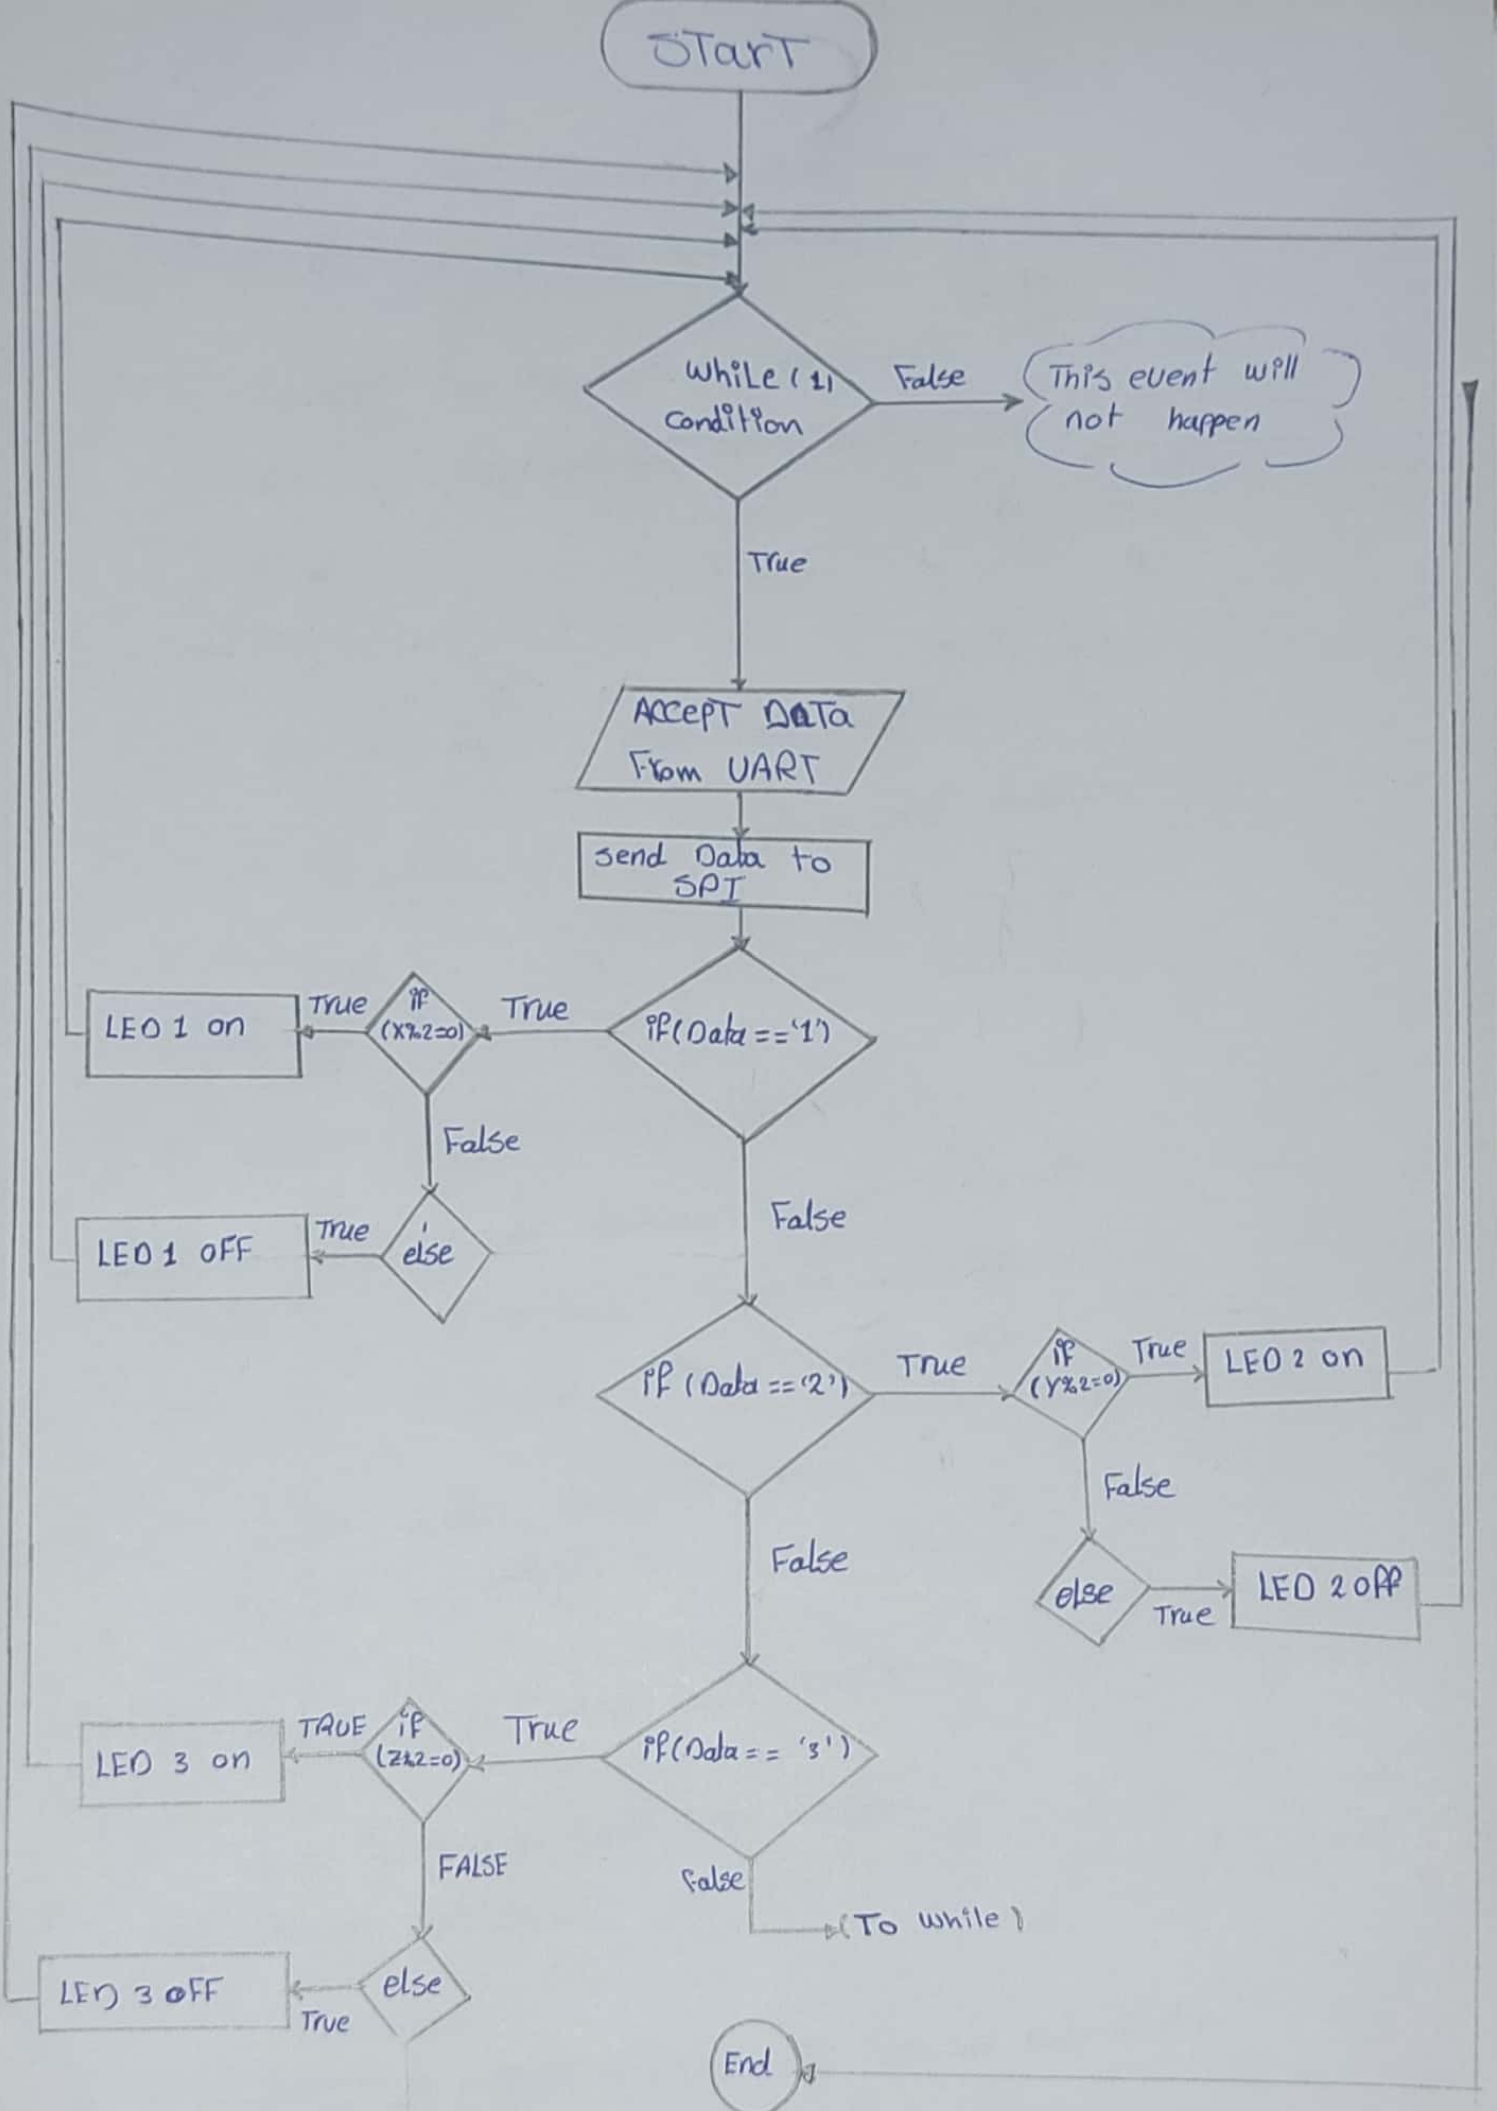 START
while (1)
condition
False
This event will
not happen
True
ACCEPT DATA
From UART
send Data to
SPI
LED 1 on
True
if
(X%2=0)
True
if(Data=='1')
False
False
LED 1 OFF
True
else
if (Data=='2')
True
if
(Y%2=0)
True
LED 2 on
False
False
else
True
LED 2 off
LED 3 on
TRUE
if
(Z%2=0)
True
if(Data== '3')
FALSE
False
(To while)
LED 3 OFF
True
else
End